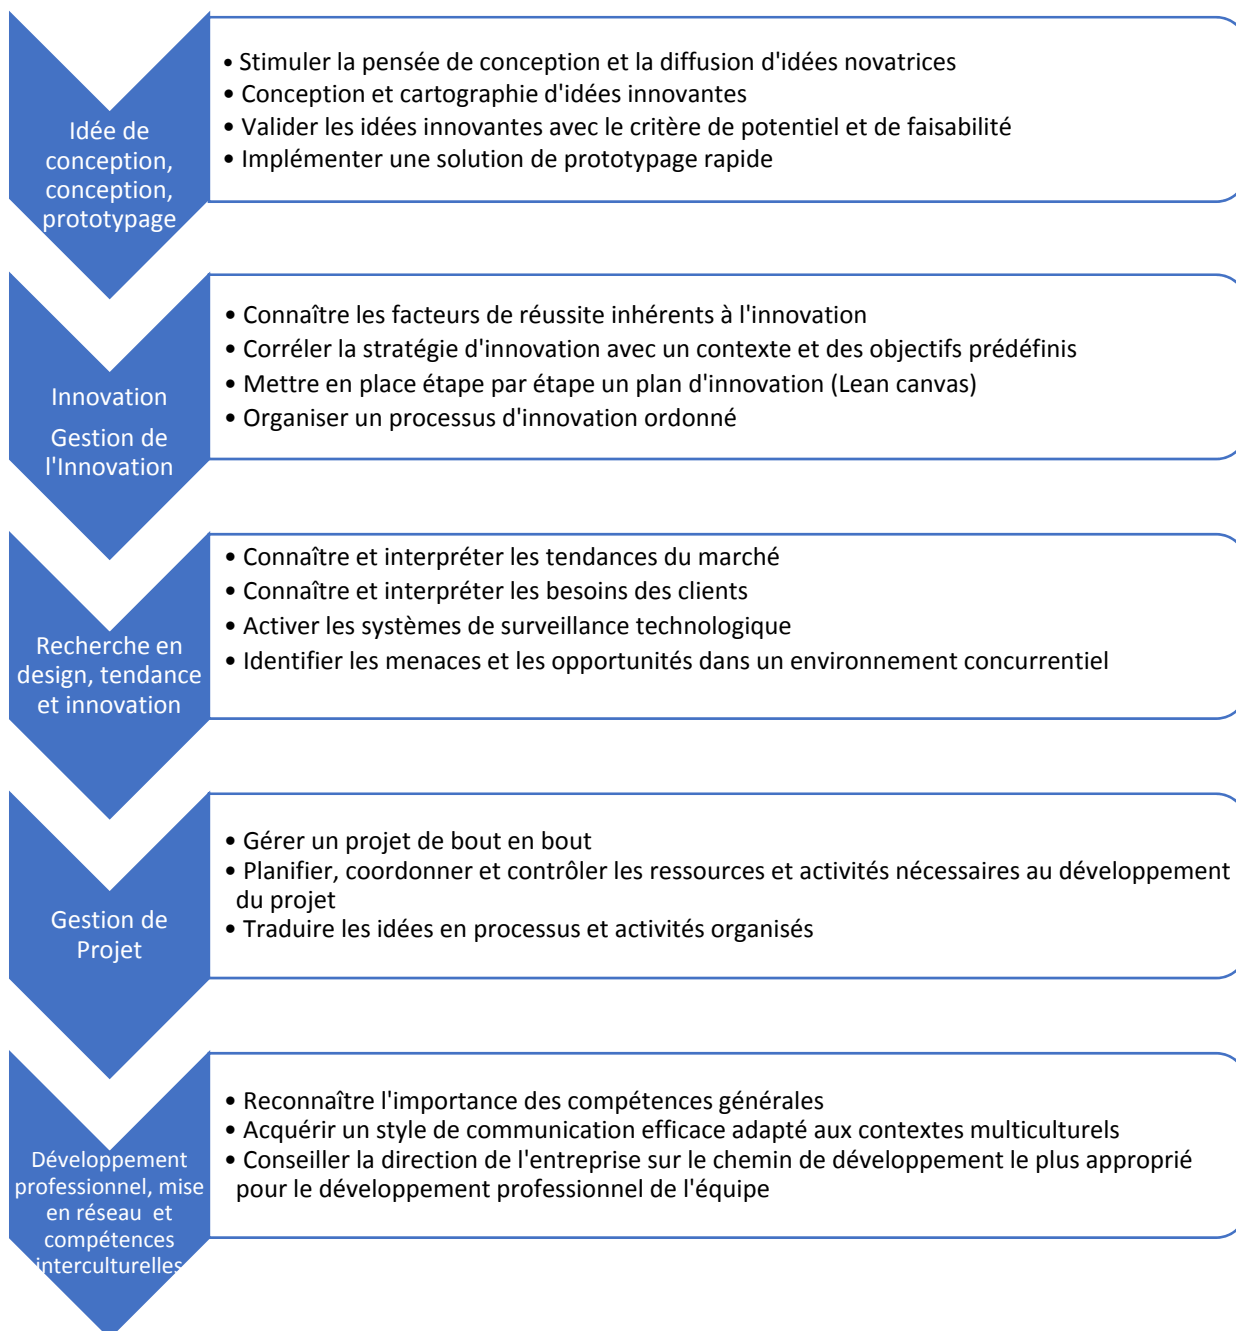 Idée de
conception,
conception,
prototypage
• Stimuler la pensée de conception et la diffusion d'idées novatrices
• Conception et cartographie d'idées innovantes
• Valider les idées innovantes avec le critère de potentiel et de faisabilité
• Implémenter une solution de prototypage rapide
Innovation
Gestion de
l'Innovation
• Connaître les facteurs de réussite inhérents à l'innovation
• Corréler la stratégie d'innovation avec un contexte et des objectifs prédéfinis
• Mettre en place étape par étape un plan d'innovation (Lean canvas)
• Organiser un processus d'innovation ordonné
Recherche en
design, tendance
et innovation
• Connaître et interpréter les tendances du marché
• Connaître et interpréter les besoins des clients
• Activer les systèmes de surveillance technologique
• Identifier les menaces et les opportunités dans un environnement concurrentiel
Gestion de
Projet
• Gérer un projet de bout en bout
• Planifier, coordonner et contrôler les ressources et activités nécessaires au développement
du projet
• Traduire les idées en processus et activités organisés
Développement
professionnel, mise
en réseau et
compétences
interculturelles
• Reconnaître l'importance des compétences générales
• Acquérir un style de communication efficace adapté aux contextes multiculturels
• Conseiller la direction de l'entreprise sur le chemin de développement le plus approprié
pour le développement professionnel de l'équipe